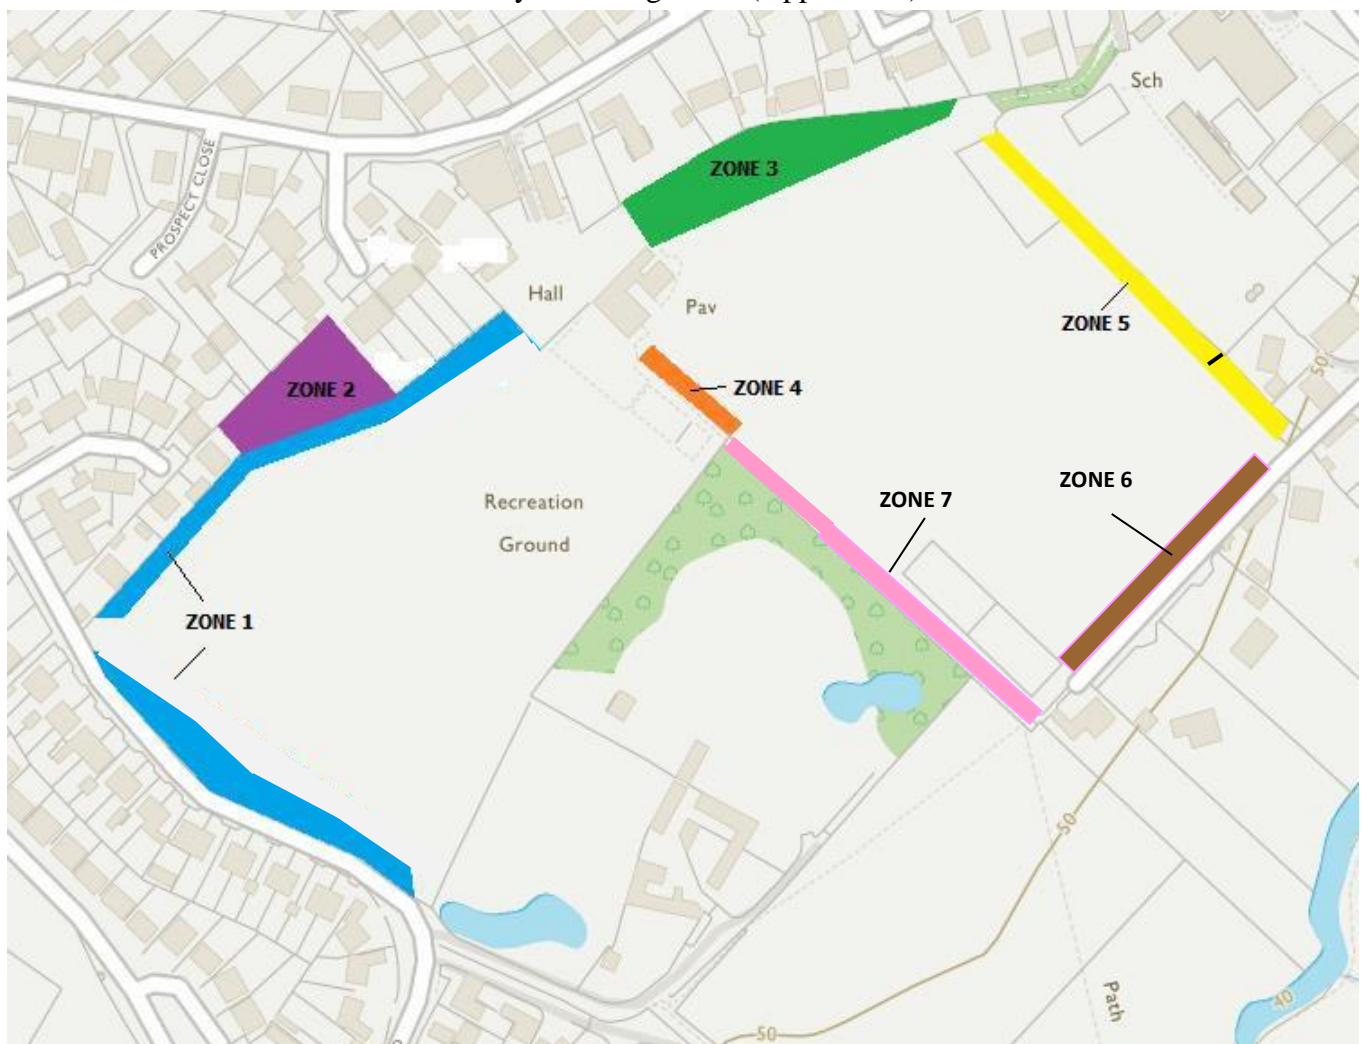 Sch
ZONE 3
PROSPECT CLOSE
Hall
Pav
ZONE 5
50
ZONE 2
ZONE 4
ZONE 6
Recreation
Ground
ZONE 7
ZONE 1
50
40
Path
50